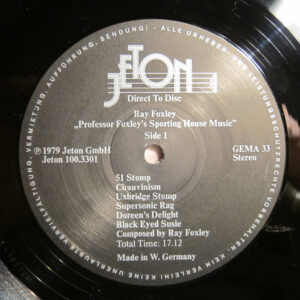 JETON
Direct To Disc
Ray Foxley
„Professor Foxley's Sporting House Music"
Side 1
℗ 1979 Jeton GmbH
Jeton 100.3301
GEMA 33
Stereo
51 Stomp
Ckauvinism
Uxbridge Stomp
Supersonic Rag
Doreen's Delight
Black Eyed Susie
Composed by Ray Foxley
Total Time: 17.12
Made in W. Germany
KEINE UNERLAUBTE VERVIELFÄLTIGUNG, VERMIETUNG, AUFFÜHRUNG, SENDUNG! - ALLE URHEBER- UND LEISTUNGSSCHUTZRECHTE VORBEHALTEN KEIN VERLEIH!